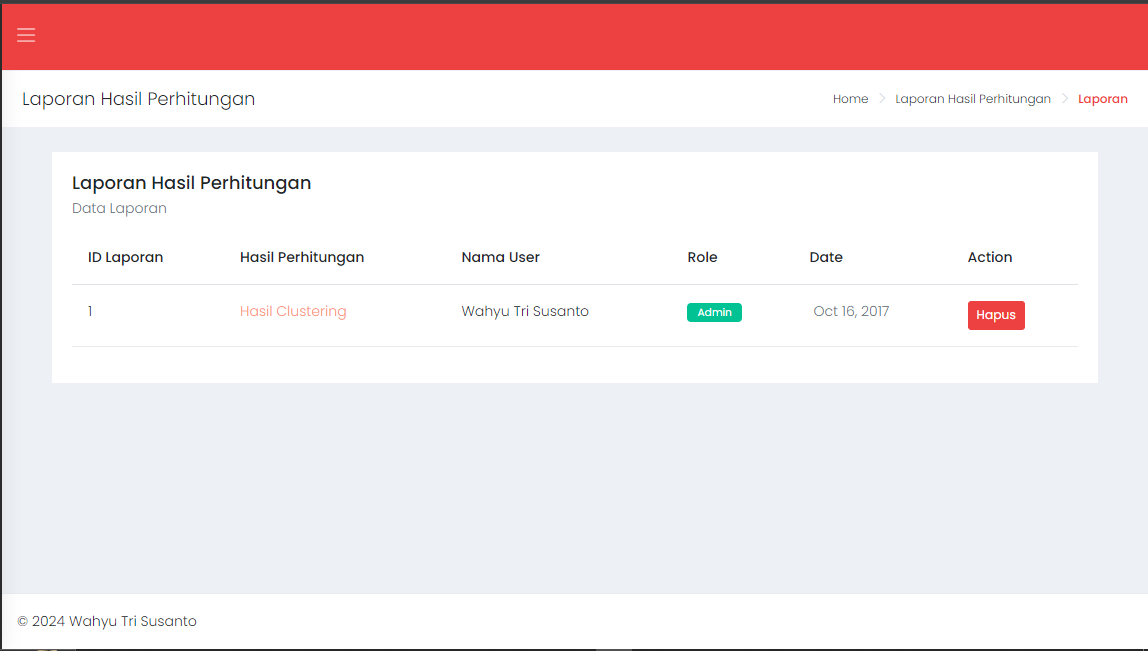 Laporan Hasil Perhitungan
Home > Laporan Hasil Perhitungan > Laporan
Laporan Hasil Perhitungan
Data Laporan
ID Laporan Hasil Perhitungan Nama User Role Date Action
1 Hasil Clustering Wahyu Tri Susanto Admin Oct 16, 2017 Hapus
© 2024 Wahyu Tri Susanto